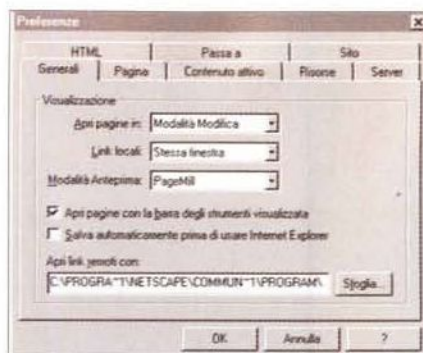 Preferenze
HTML Passa a Sito
Generali Pagina Contenuto attivo Risorse Server
Visualizzazione
Apri pagine in: Modalità Modifica
Link locali: Stessa finestra
Modalità Anteprima: PageMill
Apri pagine con la barra degli strumenti visualizzata
Salva automaticamente prima di usare Internet Explorer
Apri link remoti con:
C:\PROGRA~1\NETSCAPE\COMMUN~1\PROGRAM\ Sfoglia...
OK Annulla ?